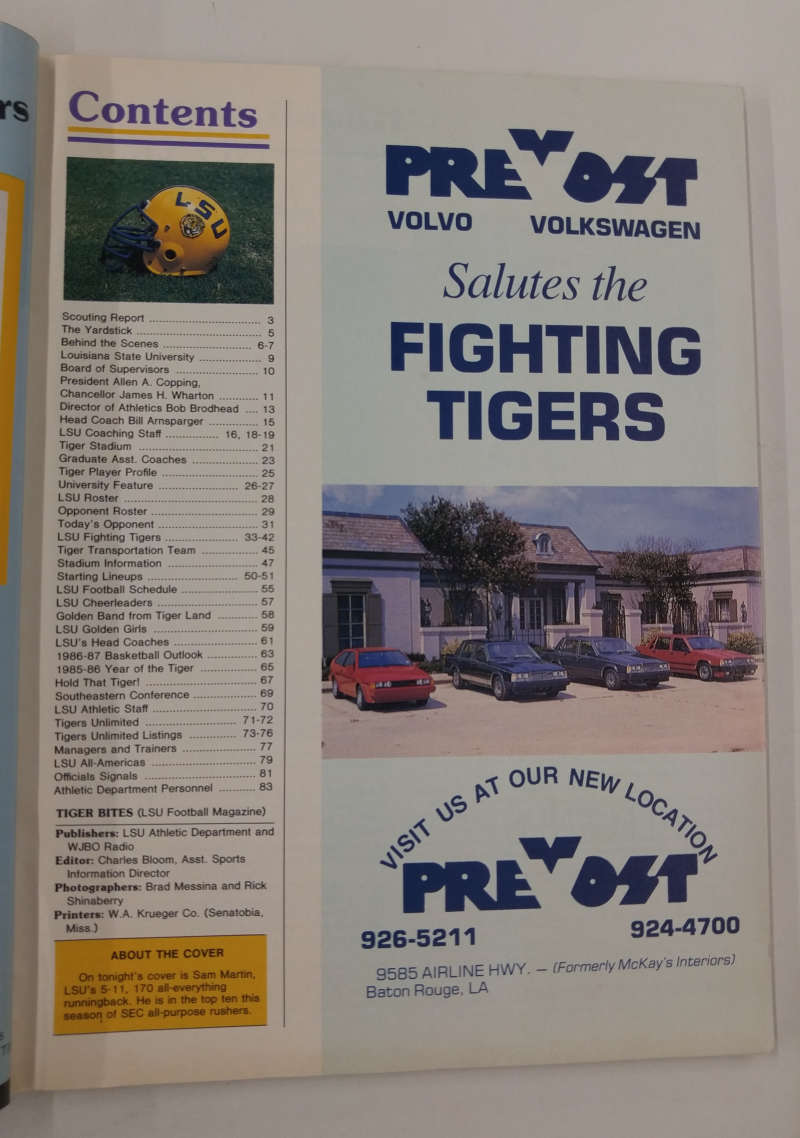 rs
Contents
LSU
Scouting Report ................................ 3
The Yardstick ................................... 5
Behind the Scenes ......................... 6-7
Louisiana State University ................. 9
Board of Supervisors ....................... 10
President Allen A. Copping,
Chancellor James H. Wharton ............ 11
Director of Athletics Bob Brodhead .... 13
Head Coach Bill Arnsparger .............. 15
LSU Coaching Staff ............... 16, 18-19
Tiger Stadium .................................. 21
Graduate Asst. Coaches ................... 23
Tiger Player Profile ........................... 25
University Feature ....................... 26-27
LSU Roster ...................................... 28
Opponent Roster .............................. 29
Today's Opponent ............................ 31
LSU Fighting Tigers ..................... 33-42
Tiger Transportation Team ................ 45
Stadium Information ......................... 47
Starting Lineups .......................... 50-51
LSU Football Schedule ...................... 55
LSU Cheerleaders ............................. 57
Golden Band from Tiger Land ........... 58
LSU Golden Girls .............................. 59
LSU's Head Coaches ........................ 61
1986-87 Basketball Outlook ............... 63
1985-86 Year of the Tiger ................ 65
Hold That Tiger! ............................... 67
Southeastern Conference .................. 69
LSU Athletic Staff ............................. 70
Tigers Unlimited .......................... 71-72
Tigers Unlimited Listings .............. 73-76
Managers and Trainers ..................... 77
LSU All-Americas .............................. 79
Officials Signals ................................ 81
Athletic Department Personnel ........... 83
TIGER BITES (LSU Football Magazine)
Publishers: LSU Athletic Department and
WJBO Radio
Editor: Charles Bloom, Asst. Sports
Information Director
Photographers: Brad Messina and Rick
Shinaberry
Printers: W.A. Krueger Co. (Senatobia,
Miss.)
ABOUT THE COVER
On tonight's cover is Sam Martin,
LSU's 5-11, 170 all-everything
runningback. He is in the top ten this
season of SEC all-purpose rushers.
PREVOST
VOLVO VOLKSWAGEN
Salutes the
FIGHTING
TIGERS
VISIT US AT OUR NEW LOCATION
PREVOST
926-5211 924-4700
9585 AIRLINE HWY. — (Formerly McKay's Interiors)
Baton Rouge, LA